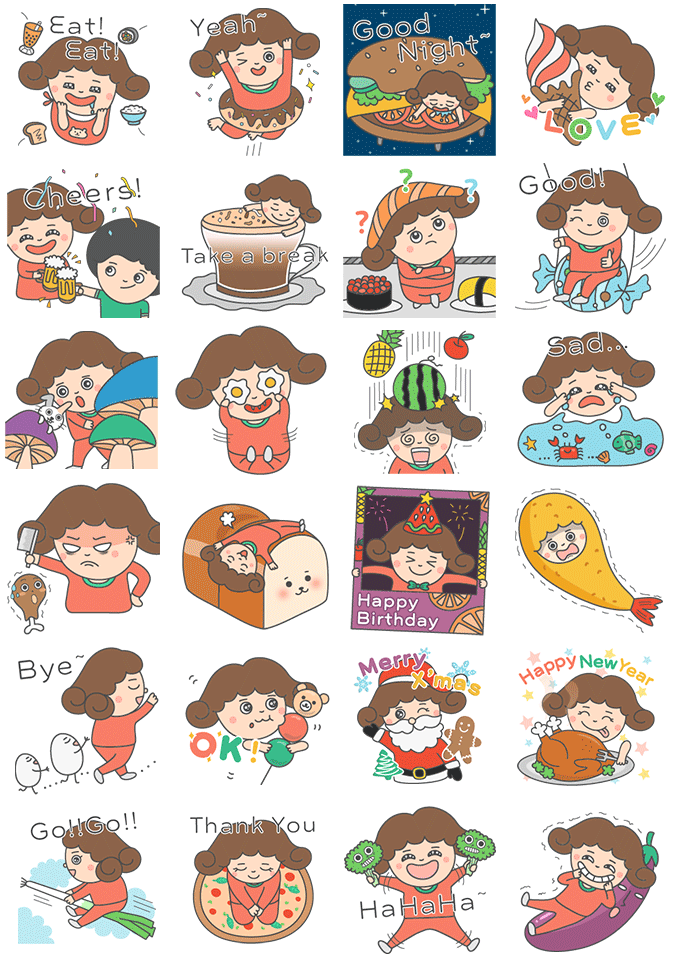 Eat!
Eat!
Yeah~
Good
Night~
LOVE
Cheers!
Take a break
? ? ?
Good!
Sad...
Happy
Birthday
Bye~
OK!
Merry
X'mas
Happy New Year
Go!!Go!!
Thank You
HaHaHa~